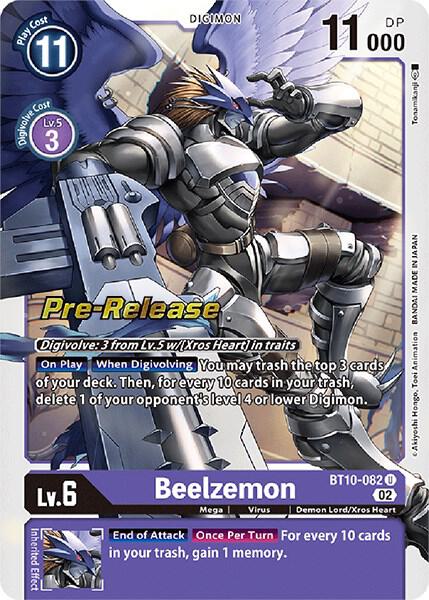 Play Cost
11
DIGIMON
11000 DP
Digivolve Cost
Lv.5
3
Tomamikanji
Pre-Release
Digivolve: 3 from Lv.5 w/[Xros Heart] in traits
On Play When Digivolving You may trash the top 3 cards
of your deck. Then, for every 10 cards in your trash,
delete 1 of your opponent's level 4 or lower Digimon.
©Akiyoshi Hongo, Toei Animation BANDAI MADE IN JAPAN
Lv.6
Beelzemon
BT10-082 U
02
Mega Virus Demon Lord/Xros Heart
Inherited Effect
End of Attack Once Per Turn For every 10 cards
in your trash, gain 1 memory.